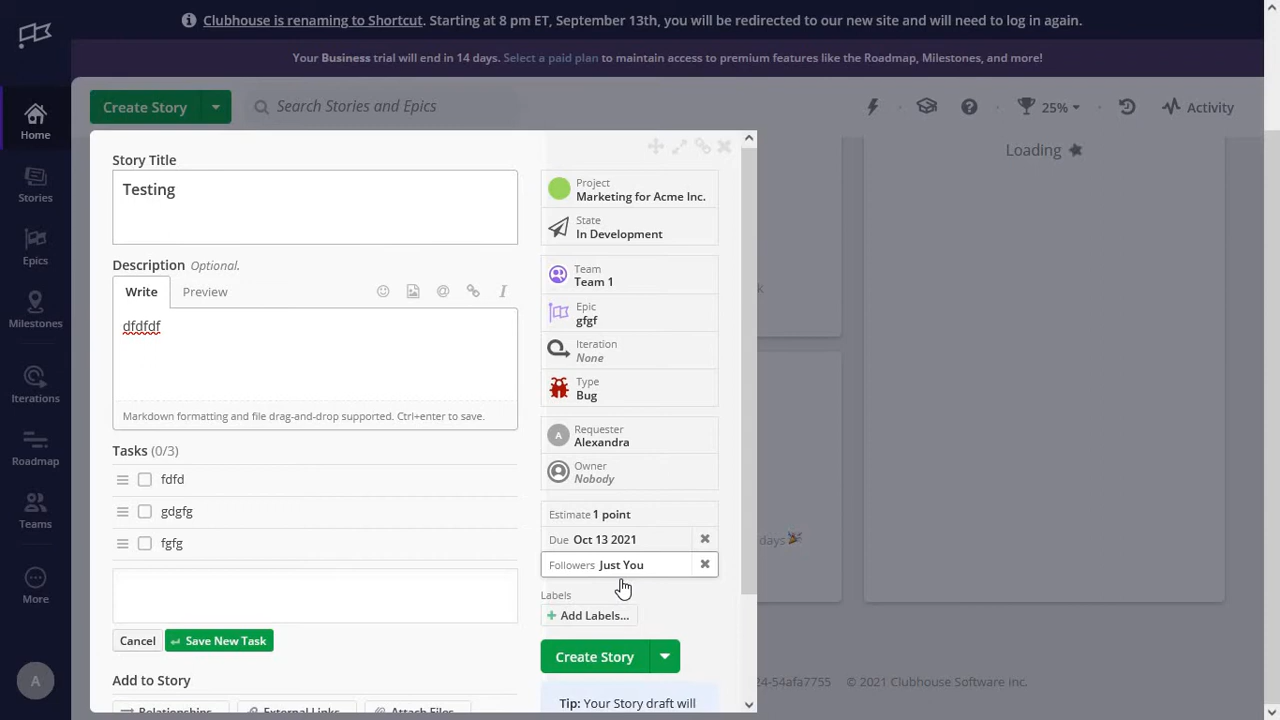 Clubhouse is renaming to Shortcut. Starting at 8 pm ET, September 13th, you will be redirected to our new site and will need to log in again.
Your Business trial will end in 14 days. Select a paid plan to maintain access to premium features like the Roadmap, Milestones, and more!
Create Story
Search Stories and Epics
25%
Activity
Home
Stories
Epics
Milestones
Iterations
Roadmap
Teams
More
A
Story Title
Testing
Description Optional.
Write
Preview
dfdfdf
Markdown formatting and file drag-and-drop supported. Ctrl+enter to save.
Tasks (0/3)
fdfd
gdgfg
fgfg
Cancel
Save New Task
Add to Story
Relationships
External Links
Attach Files
Project
Marketing for Acme Inc.
State
In Development
Team
Team 1
Epic
gfgf
Iteration
None
Type
Bug
A
Requester
Alexandra
Owner
Nobody
Estimate 1 point
Due Oct 13 2021
Followers Just You
Labels
+ Add Labels...
Create Story
Tip: Your Story draft will
Loading
days
24-54afa7755 © 2021 Clubhouse Software Inc.